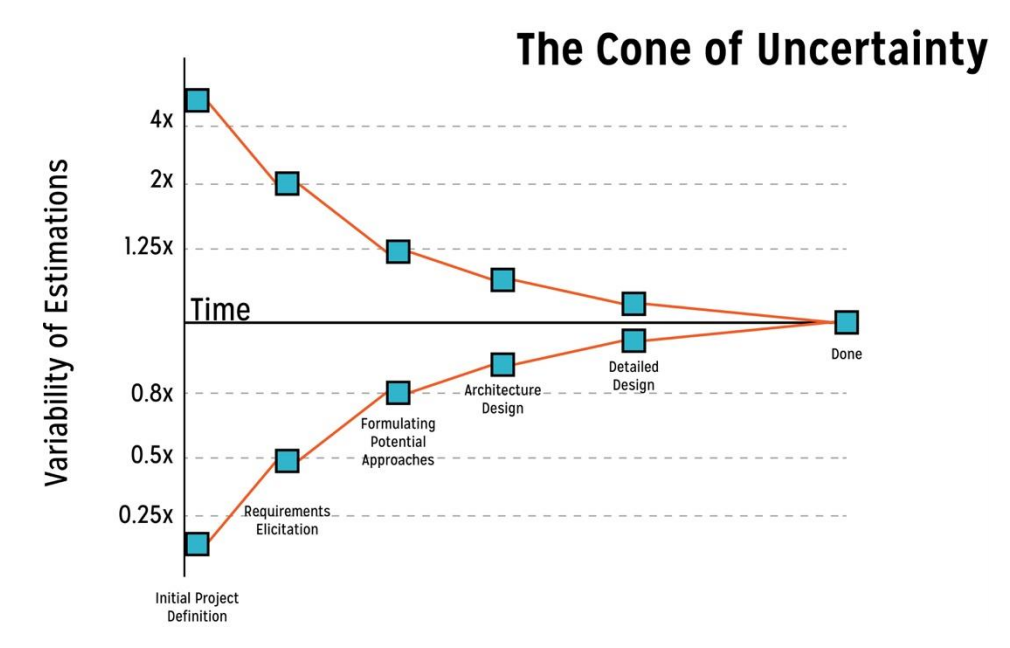 The Cone of Uncertainty
Variability of Estimations
4x
2x
1.25x
Time
0.8x
0.5x
0.25x
Initial Project
Definition
Requirements
Elicitation
Formulating
Potential
Approaches
Architecture
Design
Detailed
Design
Done